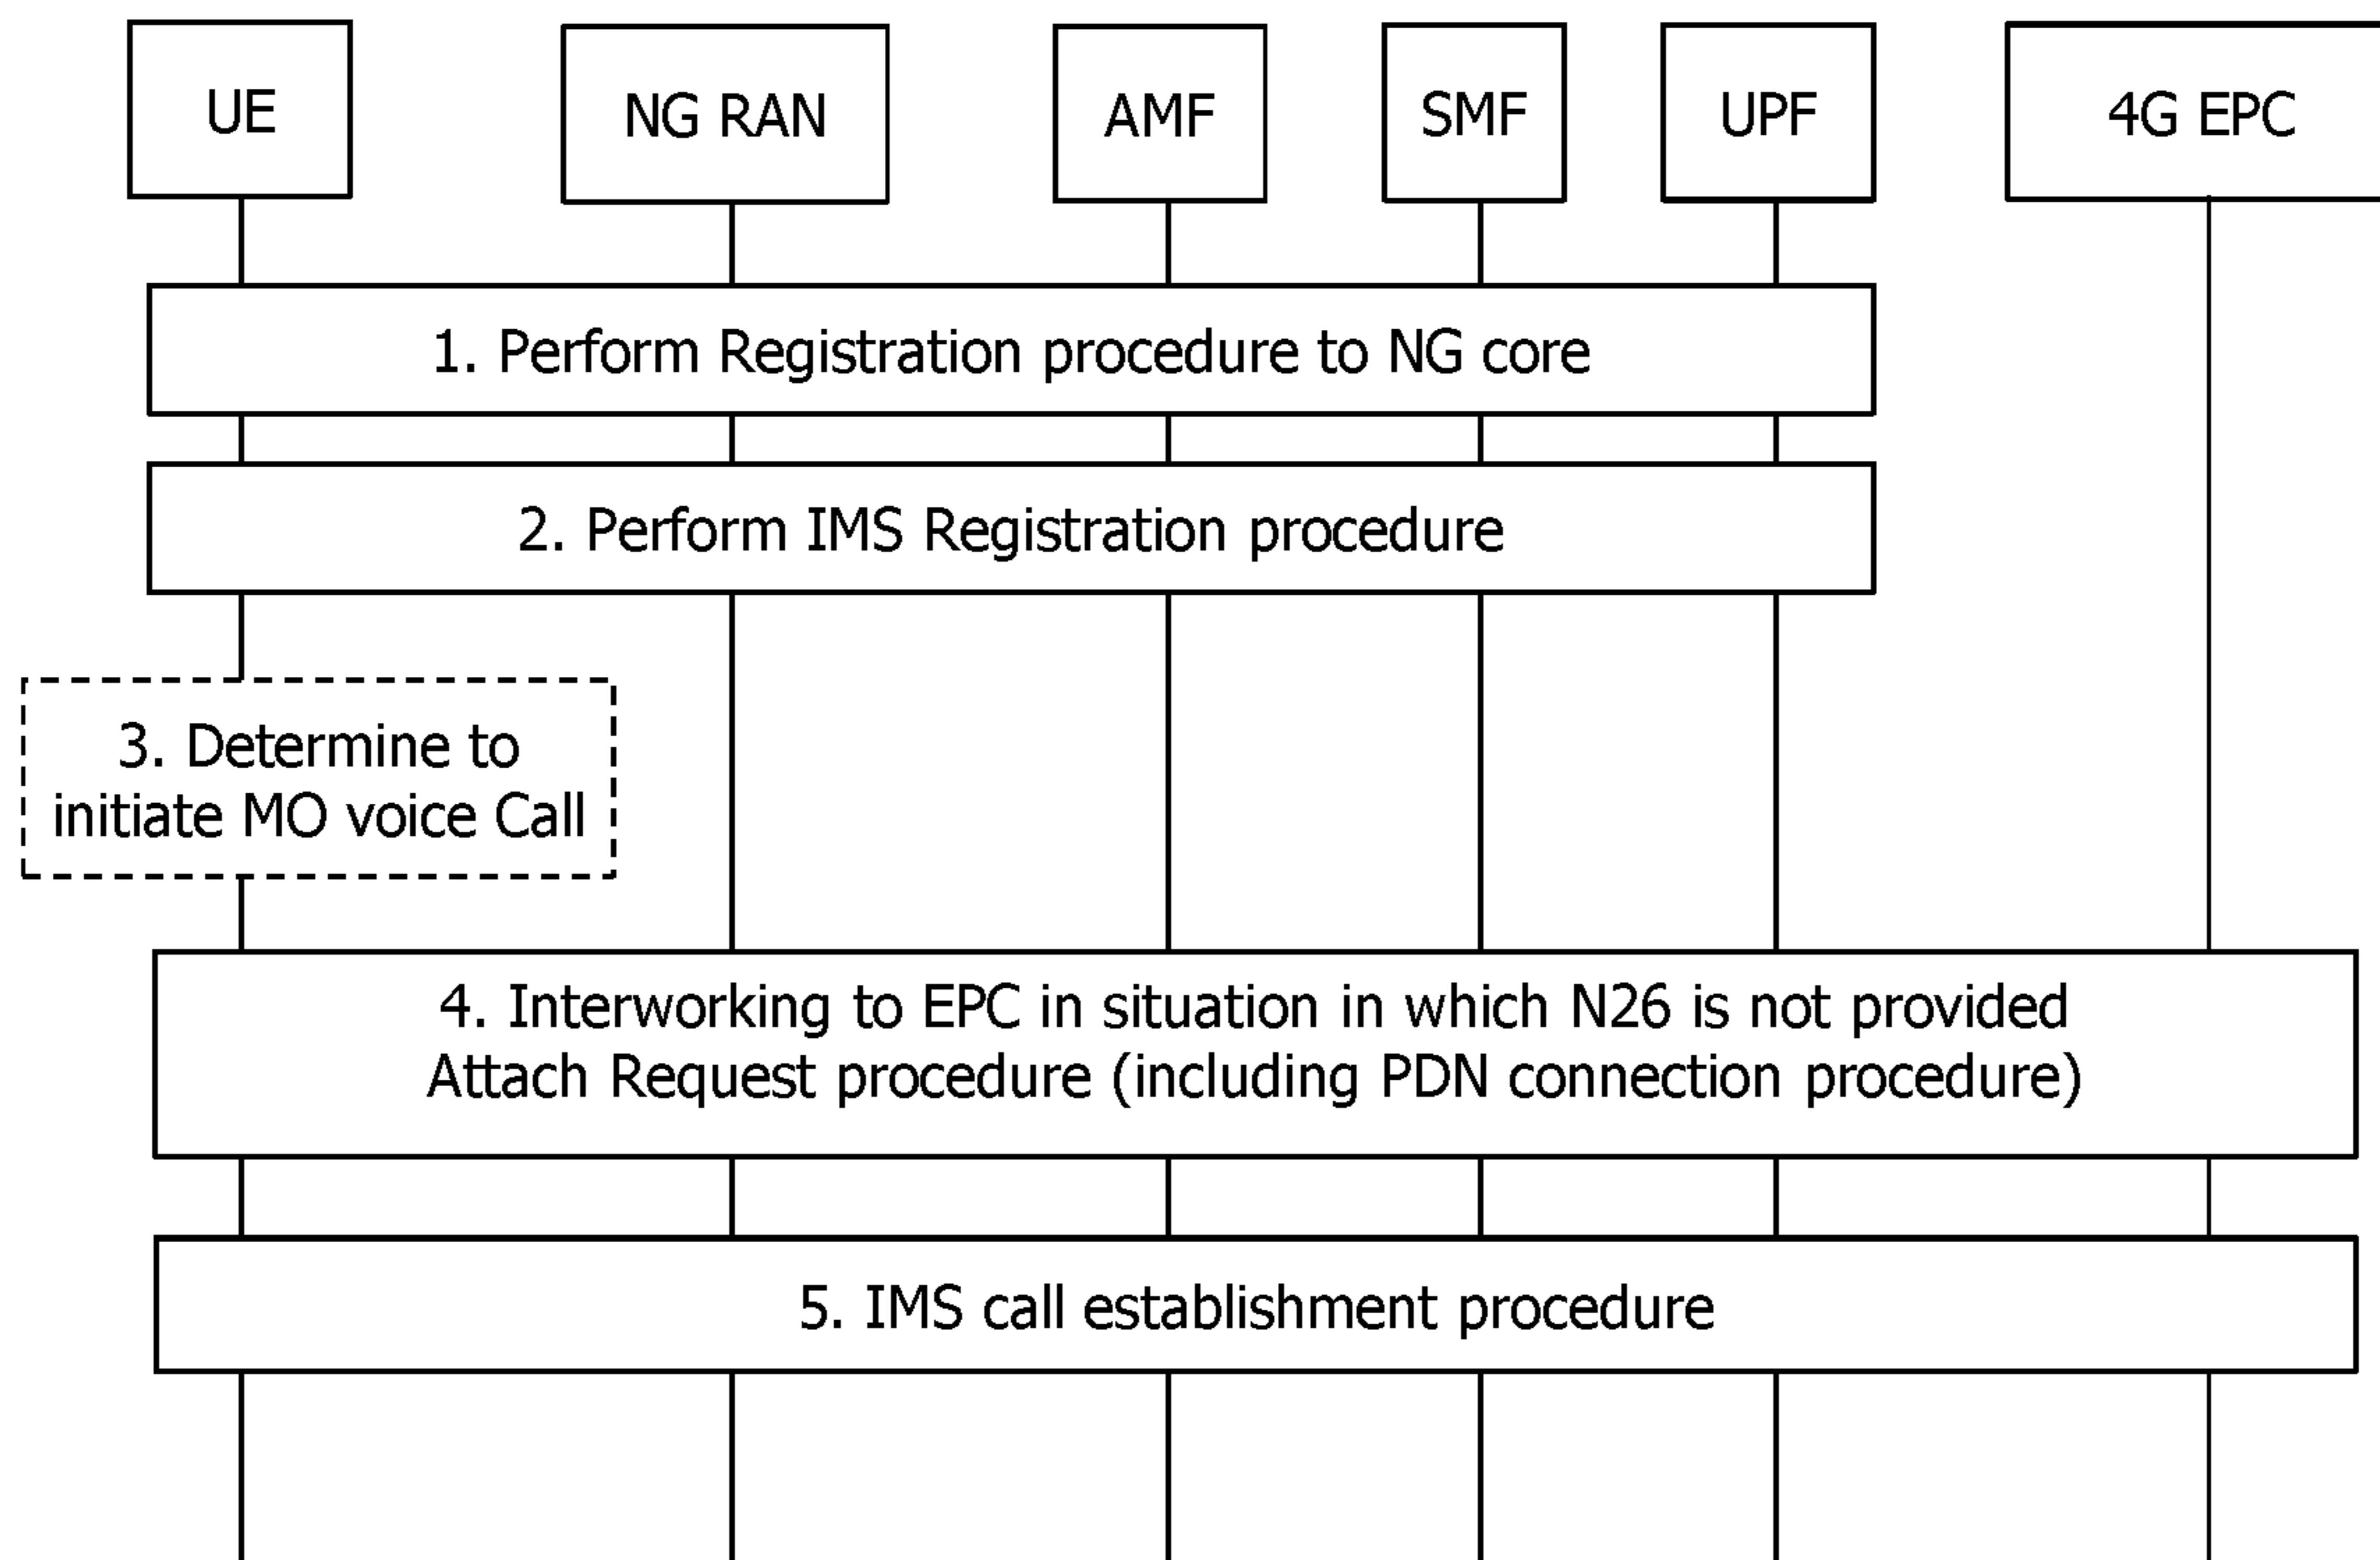 UE
NG RAN
AMF
SMF
UPF
4G EPC
1. Perform Registration procedure to NG core
2. Perform IMS Registration procedure
3. Determine to
initiate MO voice Call
4. Interworking to EPC in situation in which N26 is not provided
Attach Request procedure (including PDN connection procedure)
5. IMS call establishment procedure